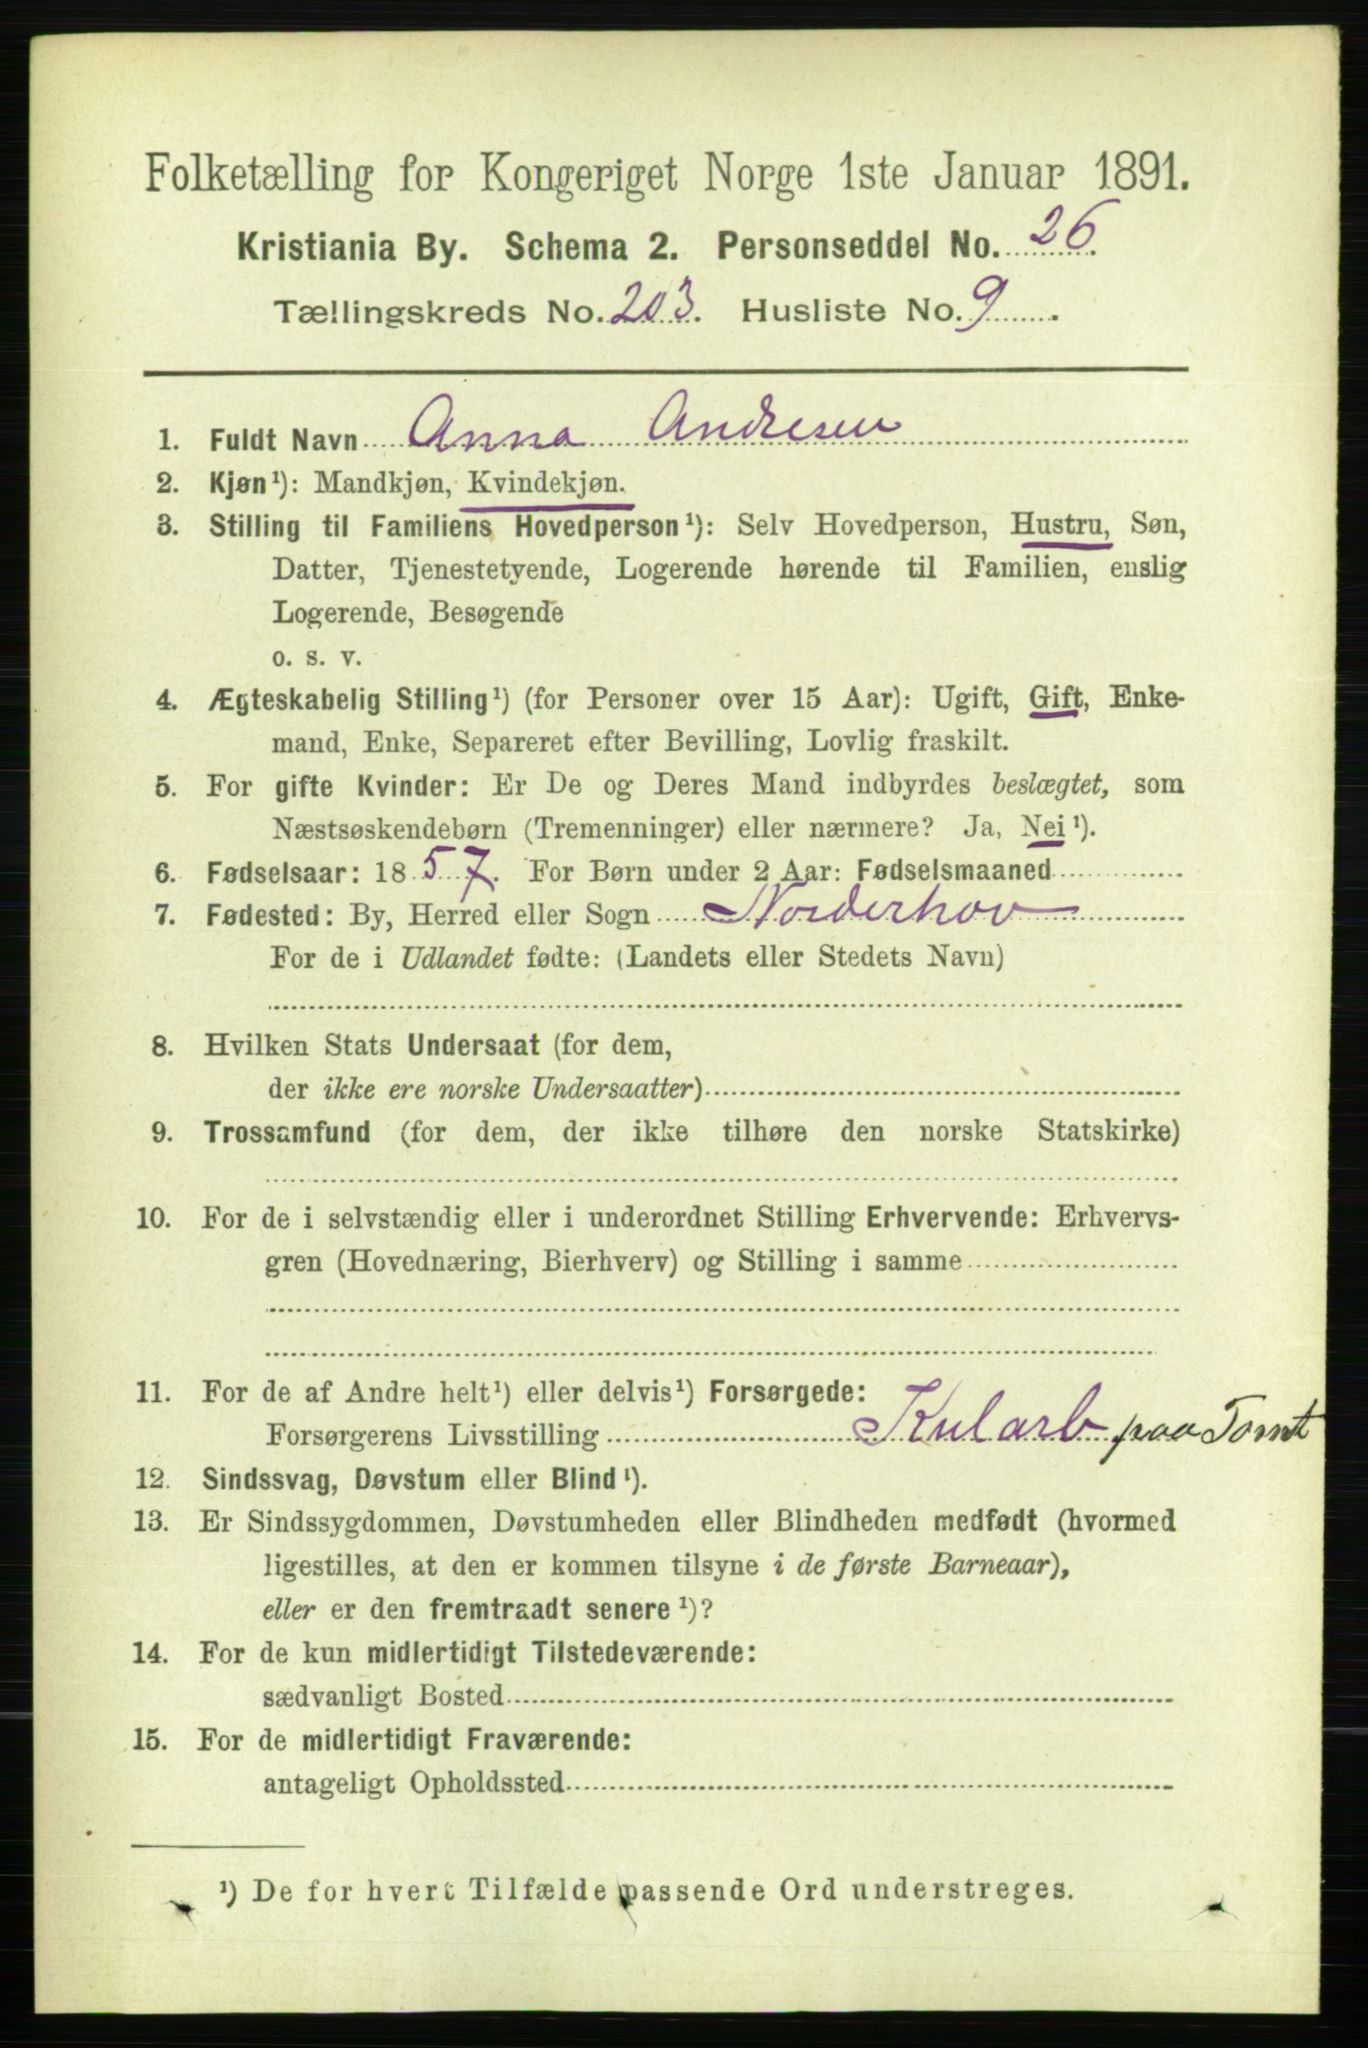 Folketælling for Kongeriget Norge 1ste Januar 1891.
Kristiania By. Schema 2. Personseddel No. 26.
Tællingskreds No. 203. Husliste No. 9.
1. Fuldt Navn Anna Andresen
2. Kjøn¹): Mandkjøn, Kvindekjøn.
3. Stilling til Familiens Hovedperson¹): Selv Hovedperson, Hustru, Søn,
Datter, Tjenestetyende, Logerende hørende til Familien, enslig
Logerende, Besøgende
o. s. v.
4. Ægteskabelig Stilling¹) (for Personer over 15 Aar): Ugift, Gift, Enke-
mand, Enke, Separeret efter Bevilling, Lovlig fraskilt.
5. For gifte Kvinder: Er De og Deres Mand indbyrdes beslægtet, som
Næstsøskendebørn (Tremenninger) eller nærmere? Ja, Nei¹).
6. Fødselsaar: 1857. For Børn under 2 Aar: Fødselsmaaned
7. Fødested: By, Herred eller Sogn Norderhov
For de i Udlandet fødte: (Landets eller Stedets Navn)
8. Hvilken Stats Undersaat (for dem,
der ikke ere norske Undersaatter)
9. Trossamfund (for dem, der ikke tilhøre den norske Statskirke)
10. For de i selvstændig eller i underordnet Stilling Erhvervende: Erhvervs-
gren (Hovednæring, Bierhverv) og Stilling i samme
11. For de af Andre helt¹) eller delvis¹) Forsørgede:
Forsørgerens Livsstilling Kularb paa Tomt
12. Sindssvag, Døvstum eller Blind¹).
13. Er Sindssygdommen, Døvstumheden eller Blindheden medfødt (hvormed
ligestilles, at den er kommen tilsyne i de første Barneaar),
eller er den fremtraadt senere¹)?
14. For de kun midlertidigt Tilstedeværende:
sædvanligt Bosted
15. For de midlertidigt Fraværende:
antageligt Opholdssted
¹) De for hvert Tilfælde passende Ord understreges.